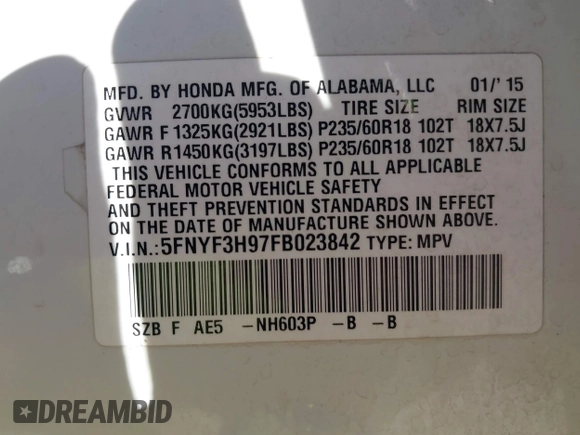 MFD. BY HONDA MFG. OF ALABAMA, LLC 01/'15
GVWR 2700KG(5953LBS) TIRE SIZE RIM SIZE
GAWR F 1325KG(2921LBS) P235/60R18 102T 18X7.5J
GAWR R1450KG(3197LBS) P235/60R18 102T 18X7.5J
THIS VEHICLE CONFORMS TO ALL APPLICABLE
FEDERAL MOTOR VEHICLE SAFETY
AND THEFT PREVENTION STANDARDS IN EFFECT
ON THE DATE OF MANUFACTURE SHOWN ABOVE.
V.I.N.:5FNYF3H97FB023842 TYPE: MPV
SZB F AE5 -NH603P -B -B
DREAMBID